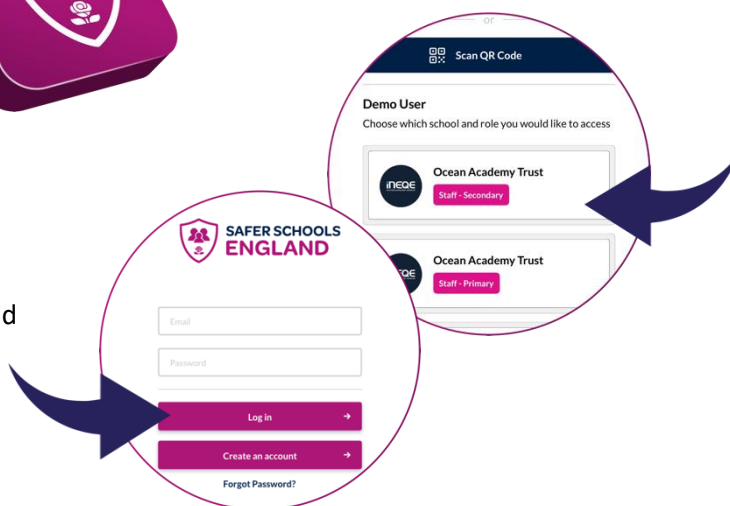 or
Scan QR Code
Demo User
Choose which school and role you would like to access
iNEQE
Ocean Academy Trust
Staff - Secondary
Ocean Academy Trust
Staff - Primary
SAFER SCHOOLS
ENGLAND
Email
Password
Log in
Create an account
Forgot Password?
d